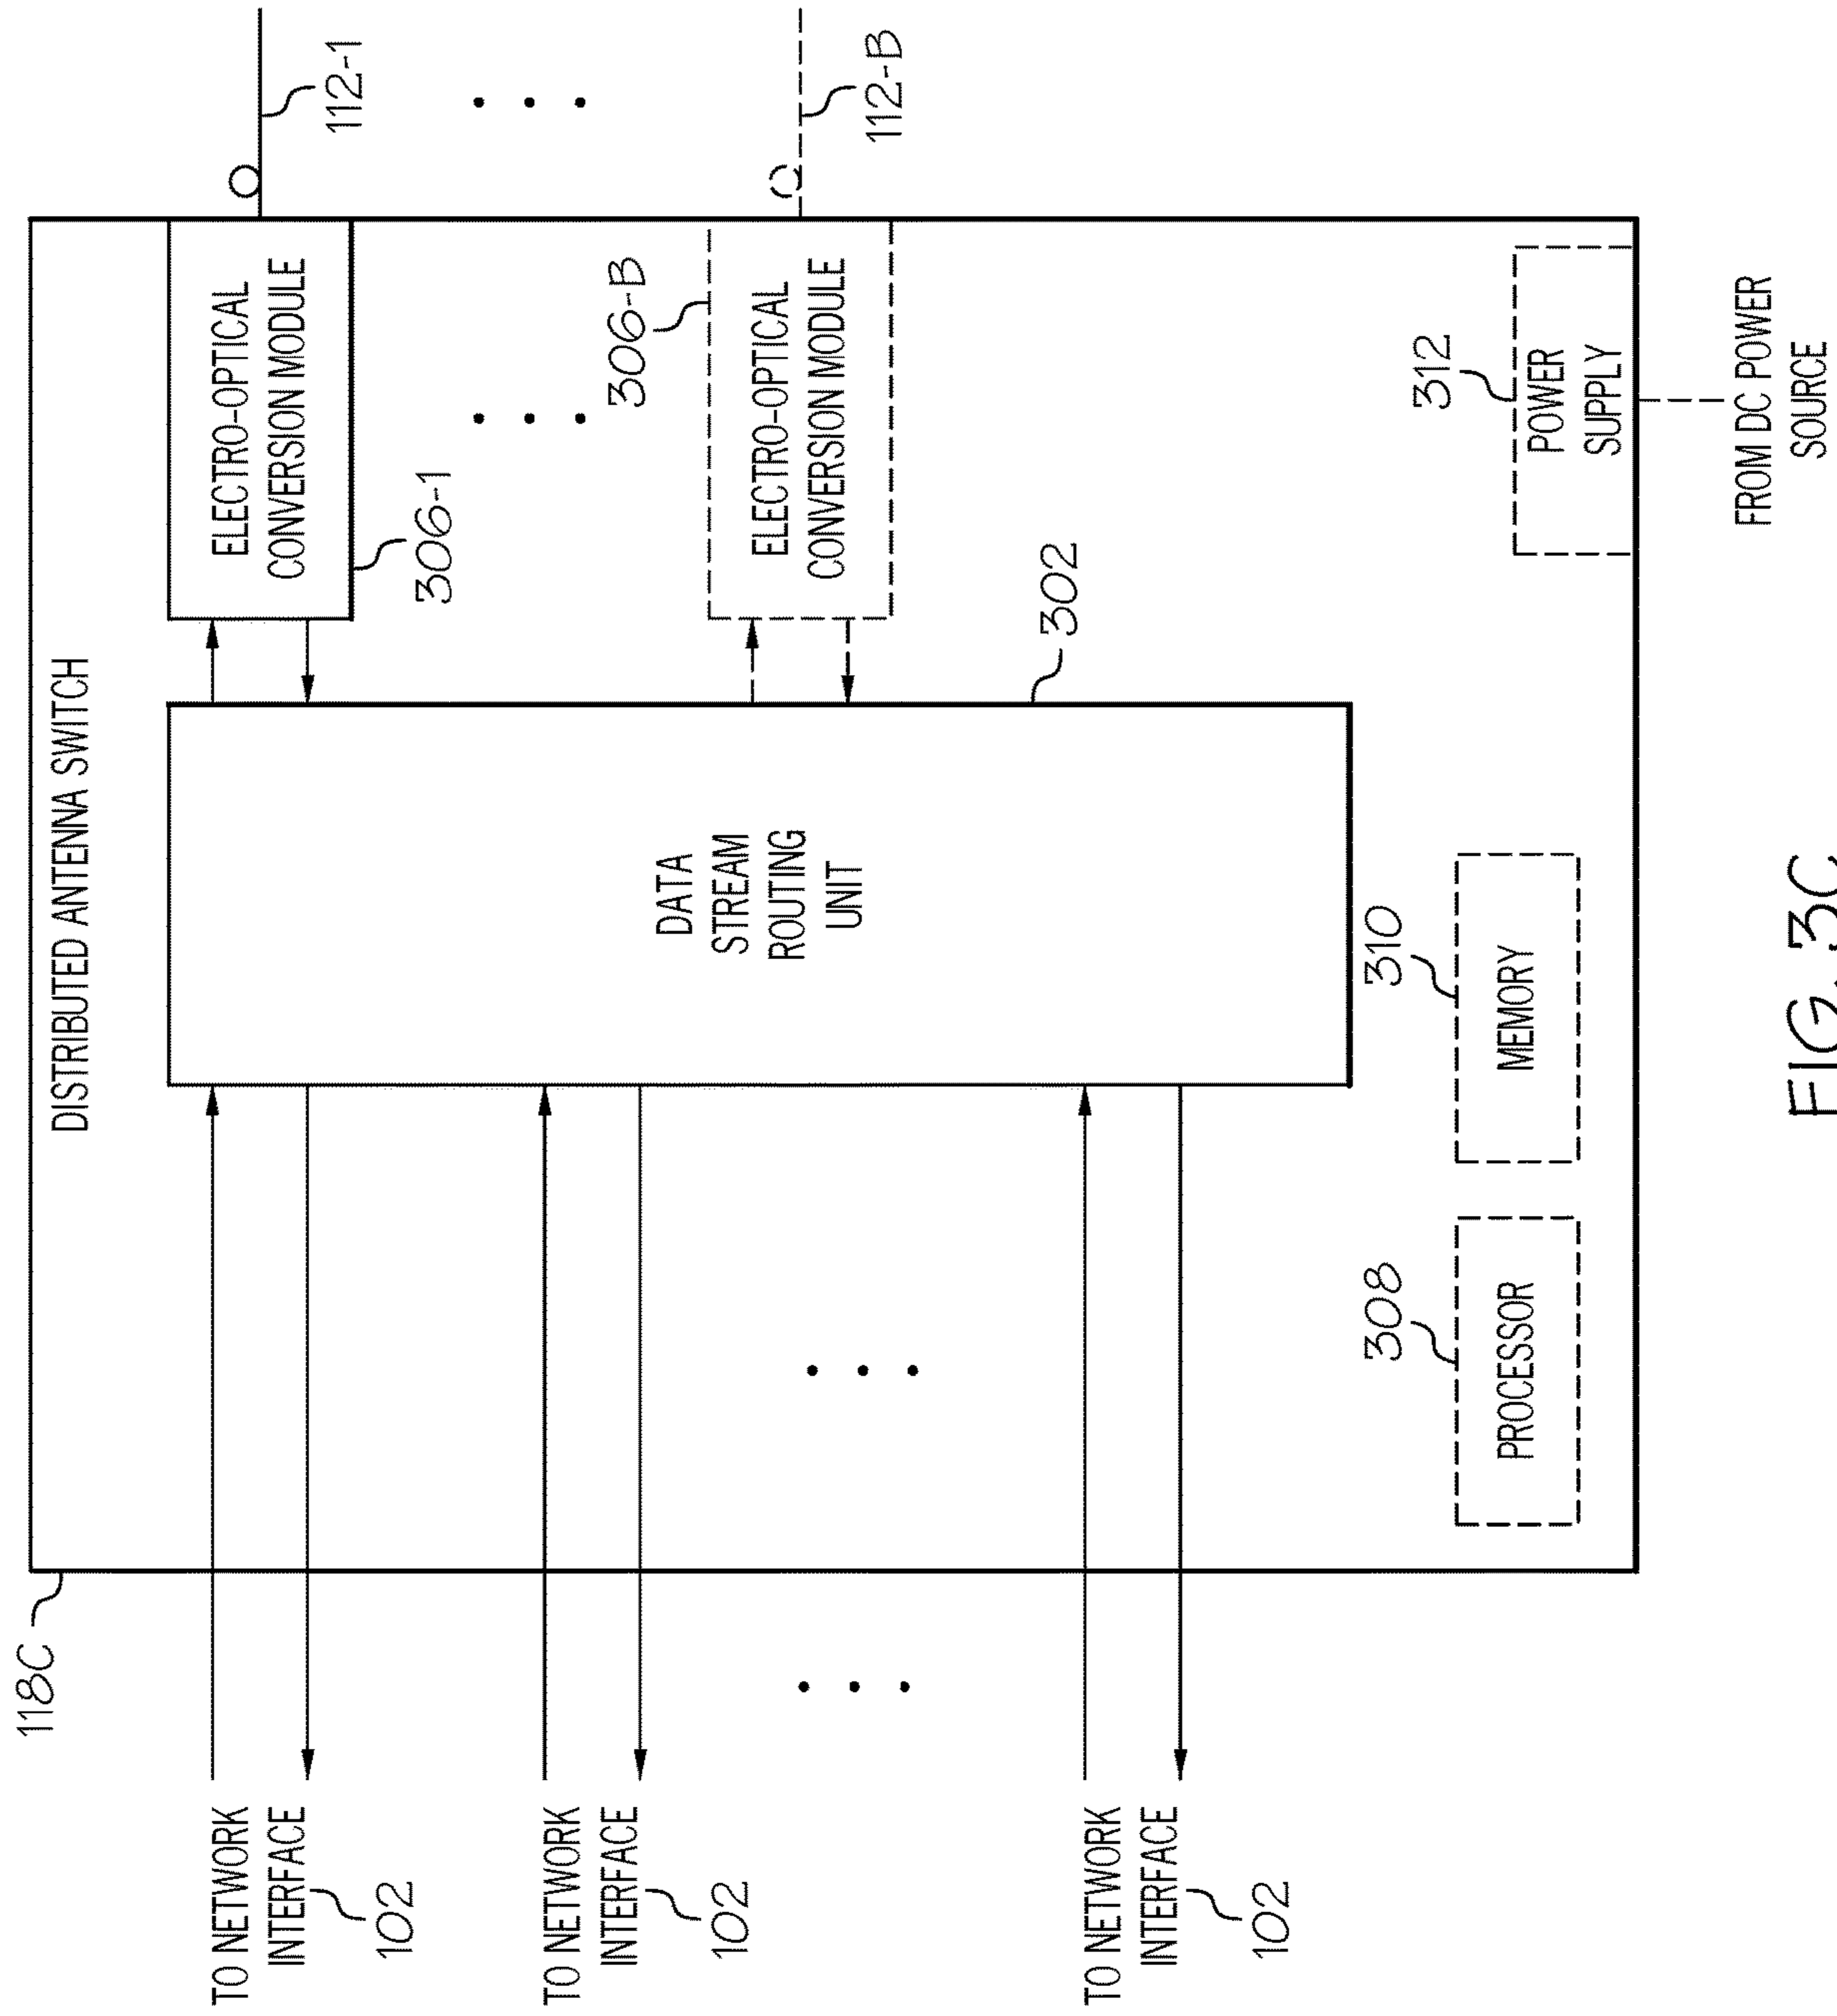 118C
DISTRIBUTED ANTENNA SWITCH
TO NETWORK
INTERFACE
102
TO NETWORK
INTERFACE
102
TO NETWORK
INTERFACE
102
DATA
STREAM
ROUTING
UNIT
302
ELECTRO-OPTICAL
CONVERSION MODULE
306-1
306-B
ELECTRO-OPTICAL
CONVERSION MODULE
112-1
112-B
308
PROCESSOR
310
MEMORY
312
POWER
SUPPLY
FROM DC POWER
SOURCE
FIG. 3C